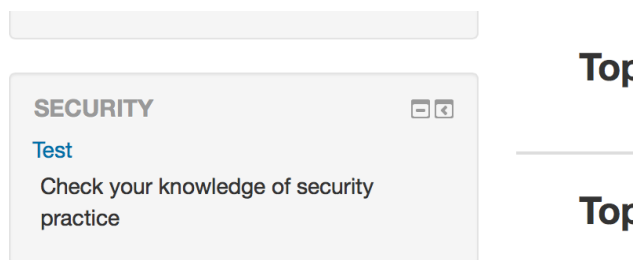 SECURITY
Test
Check your knowledge of security
practice
Top
Top